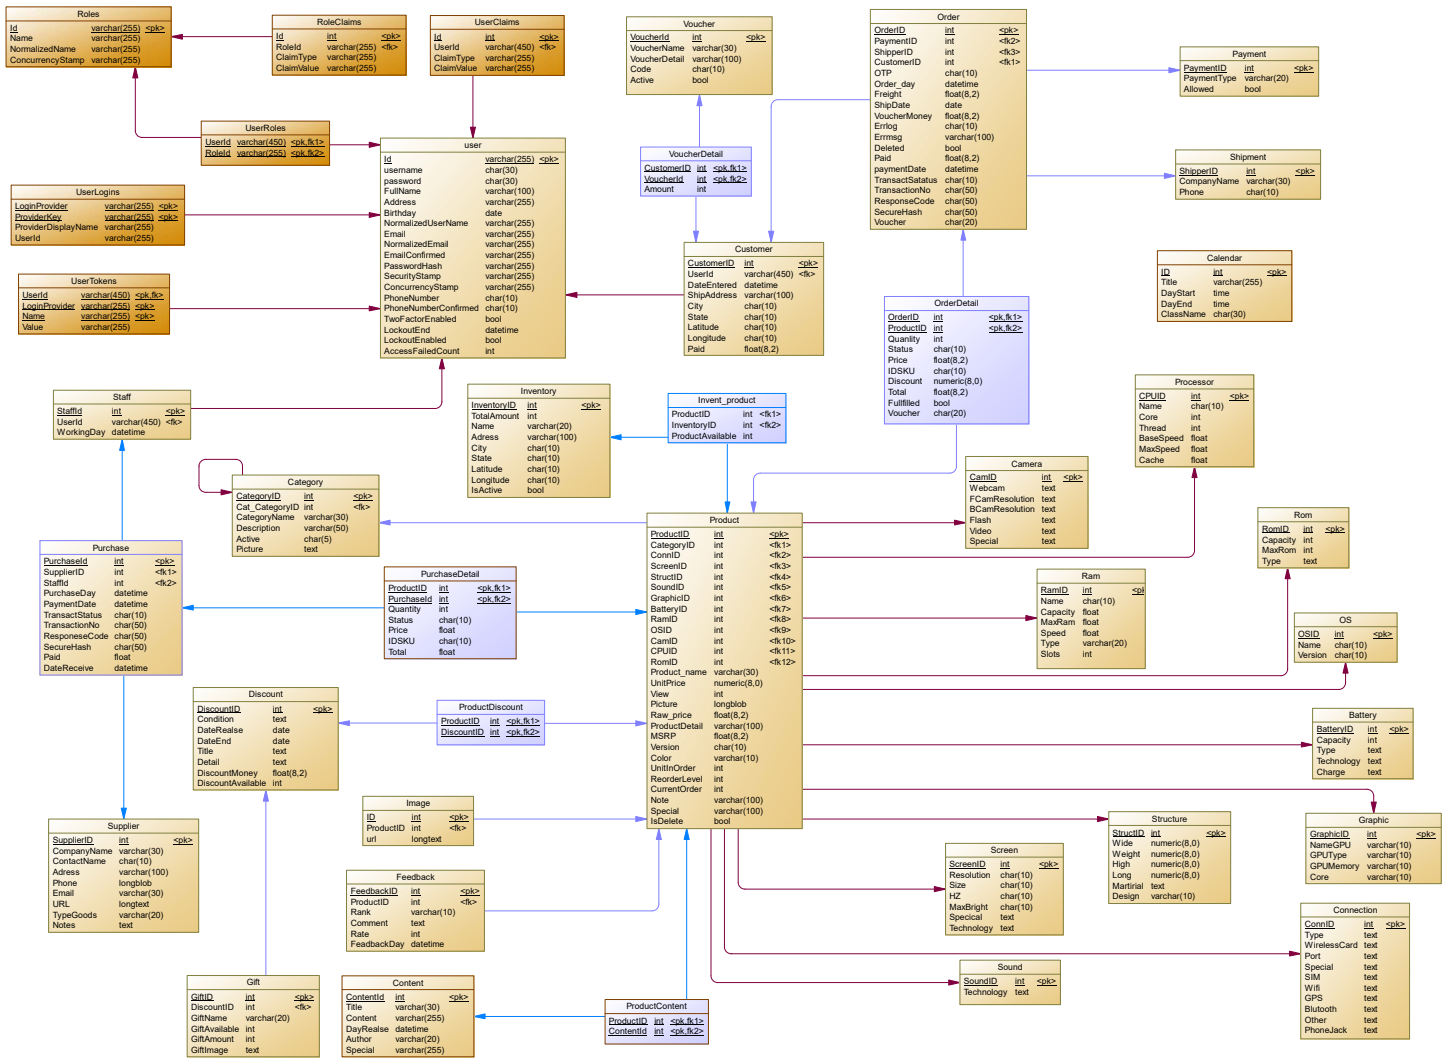 Roles
Id varchar(255) <pk>
Name varchar(255)
NormalizedName varchar(255)
ConcurrencyStamp varchar(255)
RoleClaims
Id int <pk>
RoleId varchar(255) <fk>
ClaimType varchar(255)
ClaimValue varchar(255)
UserClaims
Id int <pk>
UserId varchar(450) <fk>
ClaimType varchar(255)
ClaimValue varchar(255)
Voucher
VoucherId int <pk>
VoucherName varchar(30)
VoucherDetail varchar(100)
Code char(10)
Active bool
Order
OrderID int <pk>
PaymentID int <fk2>
ShipperID int <fk3>
CustomerID int <fk1>
OTP char(10)
Order_day datetime
Freight float(8,2)
ShipDate date
VoucherMoney float(8,2)
Errlog char(10)
Errmsg varchar(100)
Deleted bool
Paid float(8,2)
paymentDate datetime
TransactSatatus char(10)
TransactionNo char(50)
ResponseCode char(50)
SecureHash char(50)
Voucher char(20)
Payment
PaymentID int <pk>
PaymentType varchar(20)
Allowed bool
UserRoles
UserId varchar(450) <pk,fk1>
RoleId varchar(255) <pk,fk2>
user
Id varchar(255) <pk>
username char(30)
password char(30)
FullName varchar(100)
Address varchar(255)
Birthday date
NormalizedUserName varchar(255)
Email varchar(255)
NormalizedEmail varchar(255)
EmailConfirmed varchar(255)
PasswordHash varchar(255)
SecurityStamp varchar(255)
ConcurrencyStamp varchar(255)
PhoneNumber char(10)
PhoneNumberConfirmed char(10)
TwoFactorEnabled bool
LockoutEnd datetime
LockoutEnabled bool
AccessFailedCount int
VoucherDetail
CustomerID int <pk,fk1>
VoucherId int <pk,fk2>
Amount int
Shipment
ShipperID int <pk>
CompanyName varchar(30)
Phone char(10)
UserLogins
LoginProvider varchar(255) <pk>
ProviderKey varchar(255) <pk>
ProviderDisplayName varchar(255)
UserId varchar(255)
Customer
CustomerID int <pk>
UserId varchar(450) <fk>
DateEntered datetime
ShipAddress varchar(100)
City char(10)
State char(10)
Latitude char(10)
Longitude char(10)
Paid float(8,2)
Calendar
ID int <pk>
Title varchar(255)
DayStart time
DayEnd time
ClassName char(30)
UserTokens
UserId varchar(450) <pk,fk>
LoginProvider varchar(255) <pk>
Name varchar(255) <pk>
Value varchar(255)
OrderDetail
OrderID int <pk,fk1>
ProductID int <pk,fk2>
Quanlity int
Status char(10)
Price float(8,2)
IDSKU char(10)
Discount numeric(8,0)
Total float(8,2)
Fullfilled bool
Voucher char(20)
Staff
StaffId int <pk>
UserId varchar(450) <fk>
WorkingDay datetime
Inventory
InventoryID int <pk>
TotalAmount int
Name varchar(20)
Adress varchar(100)
City char(10)
State char(10)
Latitude char(10)
Longitude char(10)
IsActive bool
Invent_product
ProductID int <fk1>
InventoryID int <fk2>
ProductAvailable int
Processor
CPUID int <pk>
Name char(10)
Core int
Thread int
BaseSpeed float
MaxSpeed float
Cache float
Category
CategoryID int <pk>
Cat_CategoryID int <fk>
CategoryName varchar(30)
Description varchar(50)
Active char(5)
Picture text
Camera
CamID int <pk>
Webcam text
FCamResolution text
BCamResolution text
Flash text
Video text
Special text
Product
ProductID int <pk>
CategoryID int <fk1>
ConnID int <fk2>
ScreenID int <fk3>
StructID int <fk4>
SoundID int <fk5>
GraphicID int <fk6>
BatteryID int <fk7>
RamID int <fk8>
OSID int <fk9>
CamID int <fk10>
CPUID int <fk11>
RomID int <fk12>
Product_name varchar(30)
UnitPrice numeric(8,0)
View int
Picture longblob
Raw_price float(8,2)
ProductDetail varchar(100)
MSRP float(8,2)
Version char(10)
Color varchar(10)
UnitInOrder int
ReorderLevel int
CurrentOrder int
Note varchar(100)
Special varchar(100)
IsDelete bool
Rom
RomID int <pk>
Capacity int
MaxRom int
Type text
Purchase
PurchaseId int <pk>
SupplierID int <fk1>
StaffId int <fk2>
PurchaseDay datetime
PaymentDate datetime
TransactStatus char(10)
TransactionNo char(50)
ResponeseCode char(50)
SecureHash char(50)
Paid float
DateReceive datetime
PurchaseDetail
ProductID int <pk,fk1>
PurchaseId int <pk,fk2>
Quantity int
Status char(10)
Price float
IDSKU char(10)
Total float
Ram
RamID int <pl
Name char(10)
Capacity float
MaxRam float
Speed float
Type varchar(20)
Slots int
OS
OSID int <pk>
Name char(10)
Version char(10)
Discount
DiscountID int <pk>
Condition text
DateRealse date
DateEnd date
Title text
Detail text
DiscountMoney float(8,2)
DiscountAvailable int
ProductDiscount
ProductID int <pk,fk1>
DiscountID int <pk,fk2>
Battery
BatteryID int <pk>
Capacity int
Type text
Technology text
Charge text
Image
ID int <pk>
ProductID int <fk>
url longtext
Supplier
SupplierID int <pk>
CompanyName varchar(30)
ContactName char(10)
Adress varchar(100)
Phone longblob
Email varchar(30)
URL longtext
TypeGoods varchar(20)
Notes text
Structure
StructID int <pk>
Wide numeric(8,0)
Weight numeric(8,0)
High numeric(8,0)
Long numeric(8,0)
Martirial text
Design varchar(10)
Graphic
GraphicID int <pk>
NameGPU varchar(10)
GPUType varchar(10)
GPUMemory varchar(10)
Core varchar(10)
Screen
ScreenID int <pk>
Resolution char(10)
Size char(10)
HZ char(10)
MaxBright char(10)
Specical text
Technology text
Feedback
FeedbackID int <pk>
ProductID int <fk>
Rank varchar(10)
Comment text
Rate int
FeadbackDay datetime
Connection
ConnID int <pk>
Type text
WirelessCard text
Port text
Special text
SIM text
Wifi text
GPS text
Blutooth text
Other text
PhoneJack text
Sound
SoundID int <pk>
Technology text
Gift
GiftID int <pk>
DiscountID int <fk>
GiftName varchar(20)
GiftAvailable int
GiftAmount int
GiftImage text
Content
ContentId int <pk>
Title varchar(30)
Content varchar(255)
DayRealse datetime
Author varchar(20)
Special varchar(255)
ProductContent
ProductID int <pk,fk1>
ContentId int <pk,fk2>